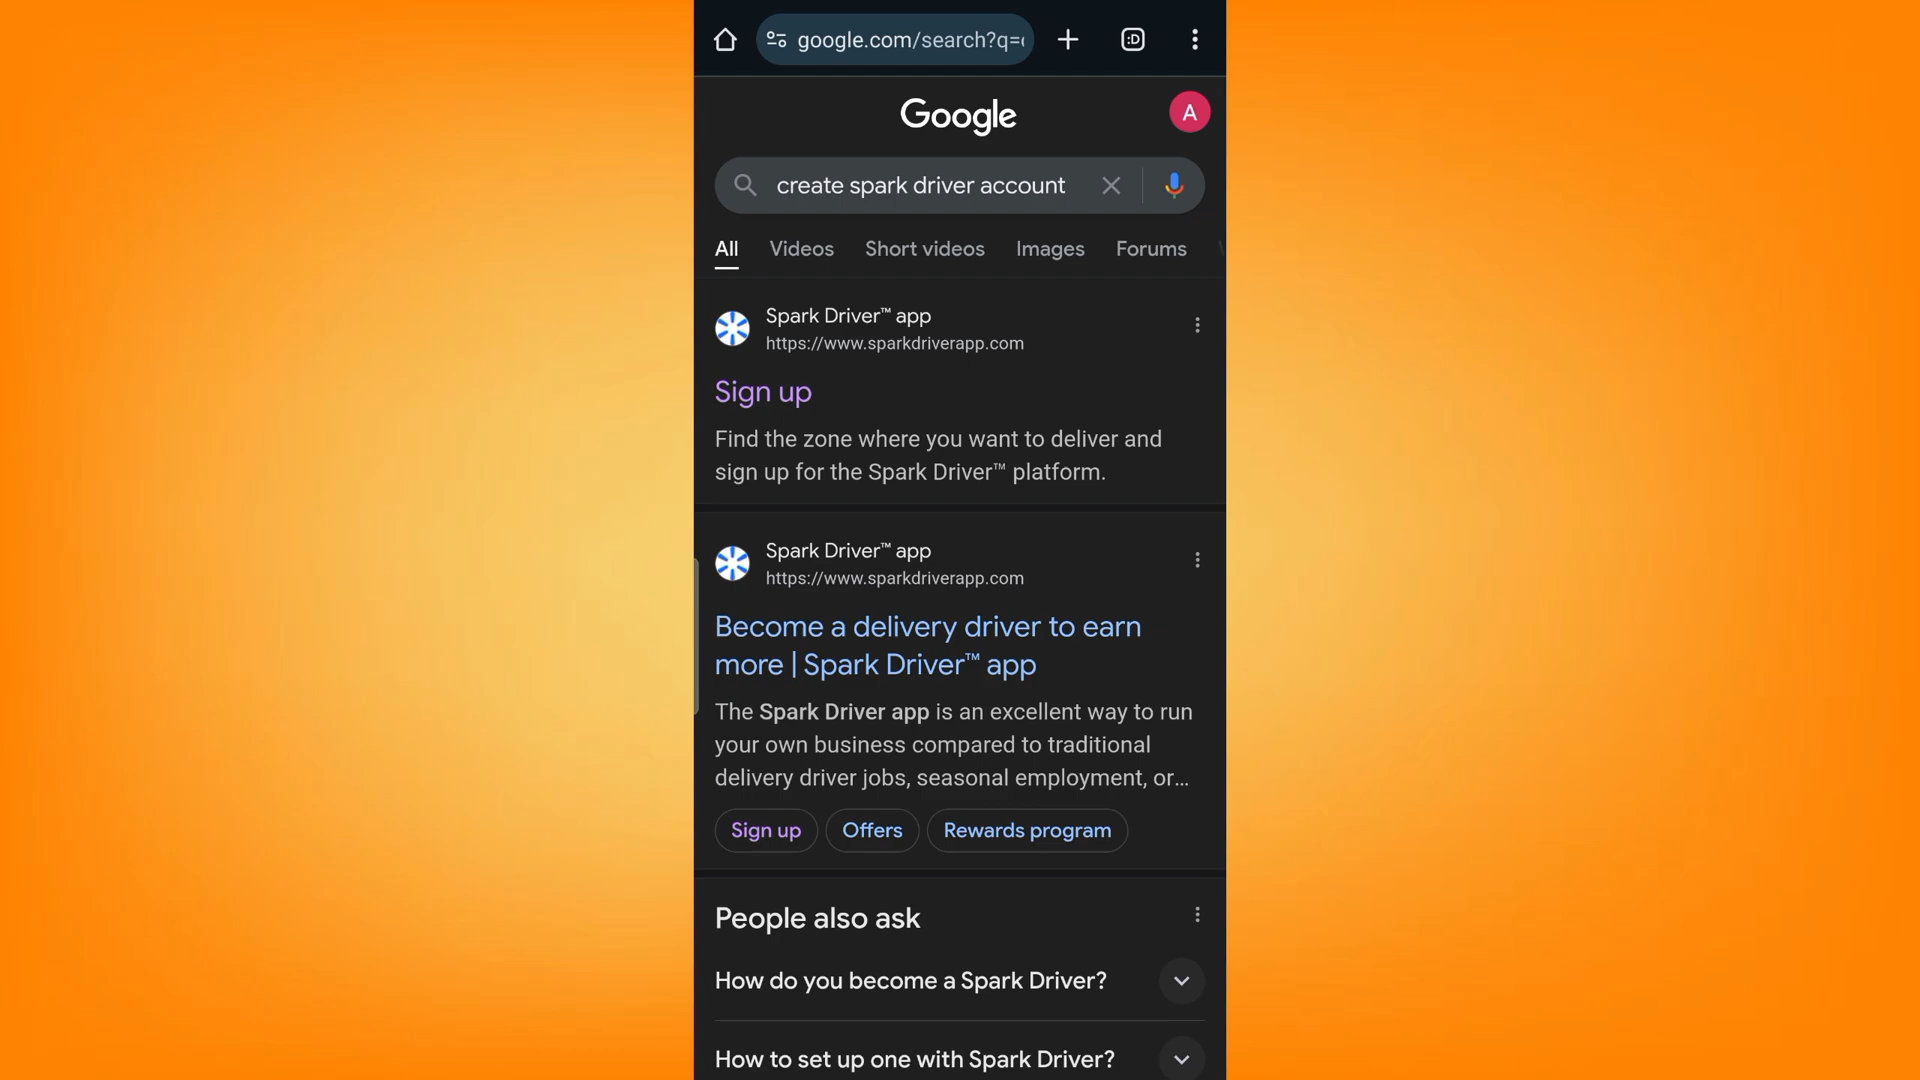 google.com/search?q=
:D
Google
A
create spark driver account
All Videos Short videos Images Forums
Spark Driver™ app
https://www.sparkdriverapp.com
Sign up
Find the zone where you want to deliver and
sign up for the Spark Driver™ platform.
Spark Driver™ app
https://www.sparkdriverapp.com
Become a delivery driver to earn
more | Spark Driver™ app
The Spark Driver app is an excellent way to run
your own business compared to traditional
delivery driver jobs, seasonal employment, or...
Sign up Offers Rewards program
People also ask
How do you become a Spark Driver?
How to set up one with Spark Driver?